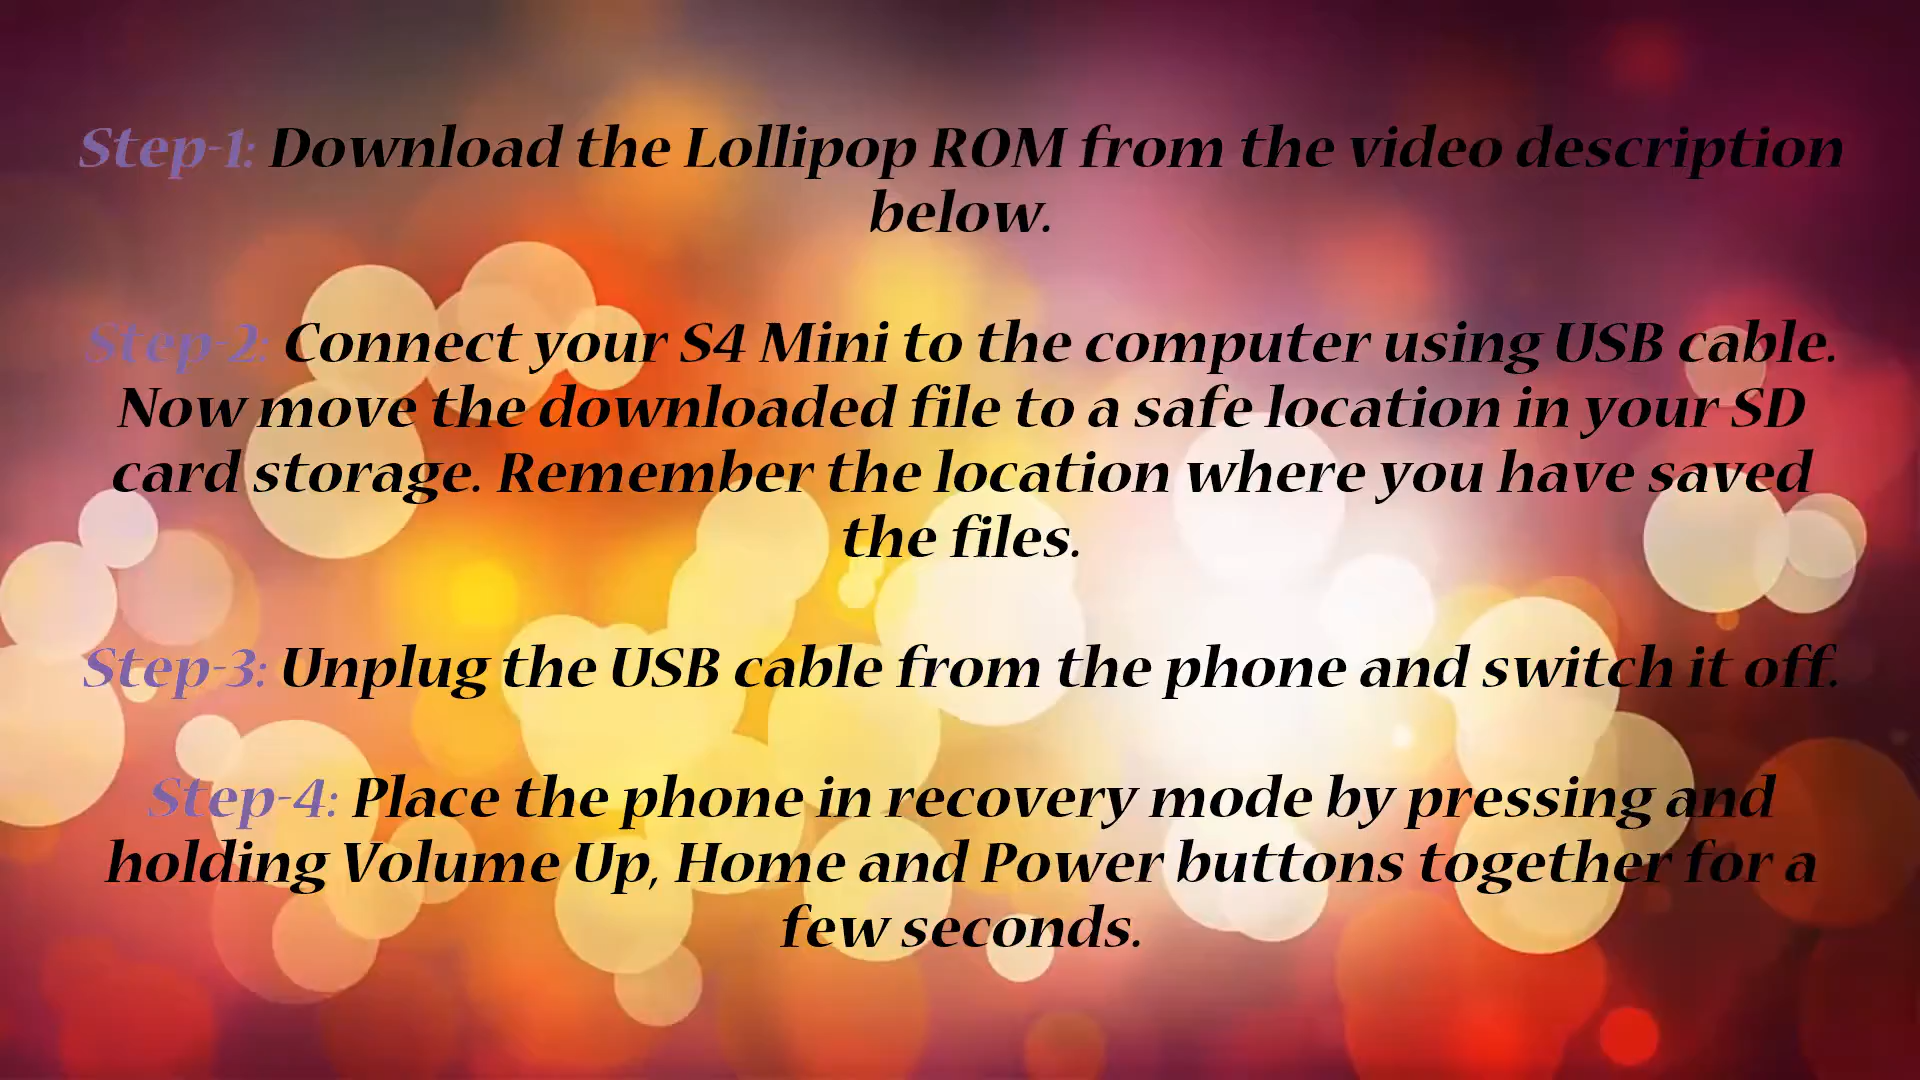 Step-1: Download the Lollipop ROM from the video description
below.
Step-2: Connect your S4 Mini to the computer using USB cable.
Now move the downloaded file to a safe location in your SD
card storage. Remember the location where you have saved
the files.
Step-3: Unplug the USB cable from the phone and switch it off.
Step-4: Place the phone in recovery mode by pressing and
holding Volume Up, Home and Power buttons together for a
few seconds.